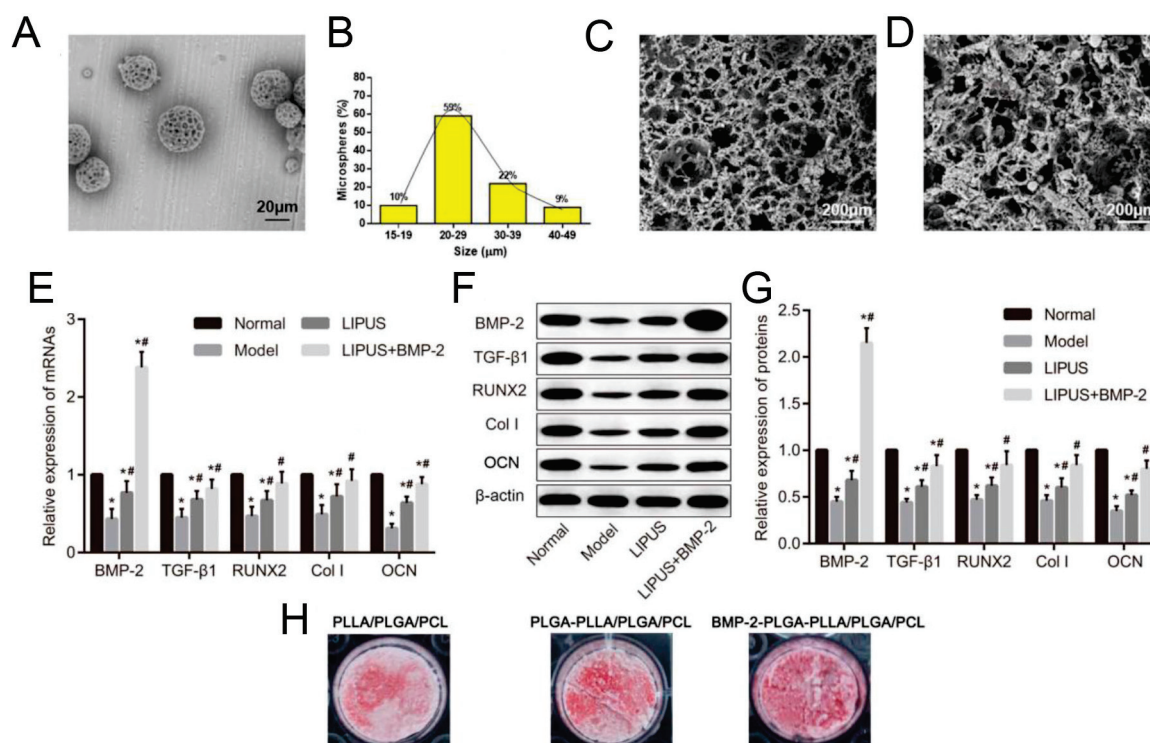 A
B
C
D
20μm
Microspheres (%)
80
70
60
50
40
30
20
10
0
10%
59%
22%
9%
15-19
20-29
30-39
40-49
Size (μm)
200μm
200μm
E
F
G
Relative expression of mRNAs
3
2
1
0
Normal
LIPUS
Model
LIPUS+BMP-2
* *# *#
* *# *#
* *# #
* *# #
* *# *#
BMP-2
TGF-β1
RUNX2
Col I
OCN
BMP-2
TGF-β1
RUNX2
Col I
OCN
β-actin
Normal
Model
LIPUS
LIPUS+BMP-2
Relative expression of proteins
2.5
2.0
1.5
1.0
0.5
0.0
Normal
Model
LIPUS
LIPUS+BMP-2
* *# *#
* *# *#
* *# #
* *# #
* *# *#
BMP-2
TGF-β1
RUNX2
Col I
OCN
H
PLLA/PLGA/PCL
PLGA-PLLA/PLGA/PCL
BMP-2-PLGA-PLLA/PLGA/PCL